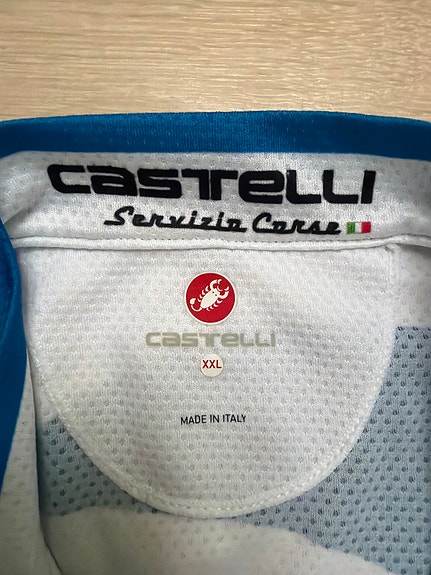 CASTELLI
Servizio Corse
CASTELLI
XXL
MADE IN ITALY